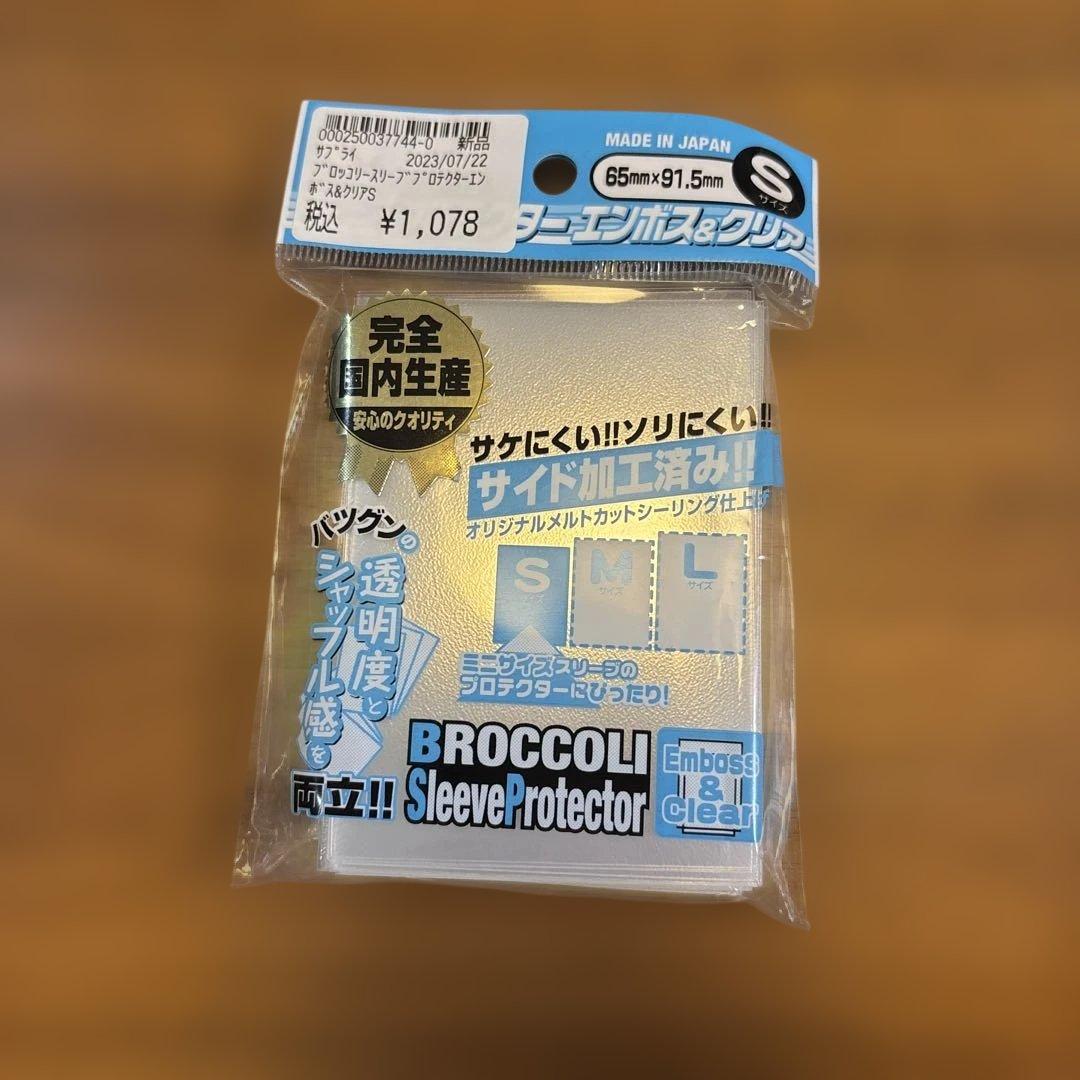 000250037744-0 新品
ｻﾌﾟﾗｲ 2023/07/22
ﾌﾞﾛｯｺﾘｰｽﾘｰﾌﾞﾌﾟﾛﾃｸﾀｰｴﾝ
ﾎﾞｽ&ｸﾘｱS
税込 ¥1,078
MADE IN JAPAN
65mm×91.5mm
S
サイズ
ター エンボス&クリア
完全
国内生産
安心のクオリティ
サケにくい!!ソリにくい!!
サイド加工済み!!
オリジナルメルトカットシーリング仕上げ
バツグンの
透明度と
シャッフル感を
両立!!
S
サイズ
M
サイズ
L
サイズ
ミニサイズスリーブの
プロテクターにぴったり!
BROCCOLI
SleeveProtector
Emboss
&
Clear